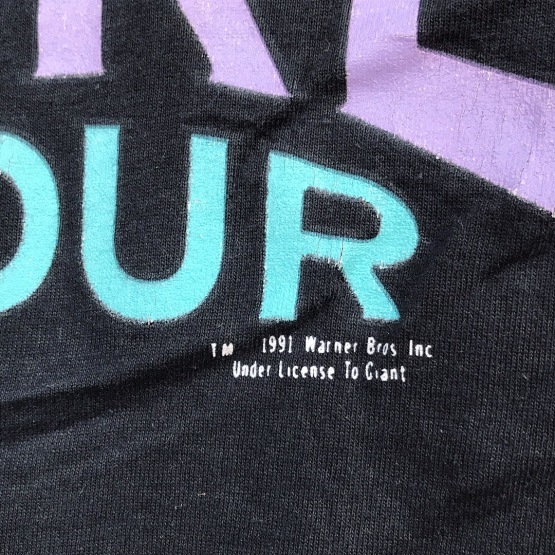 OUR
TM 1991 Warner Bros Inc
Under License To Giant